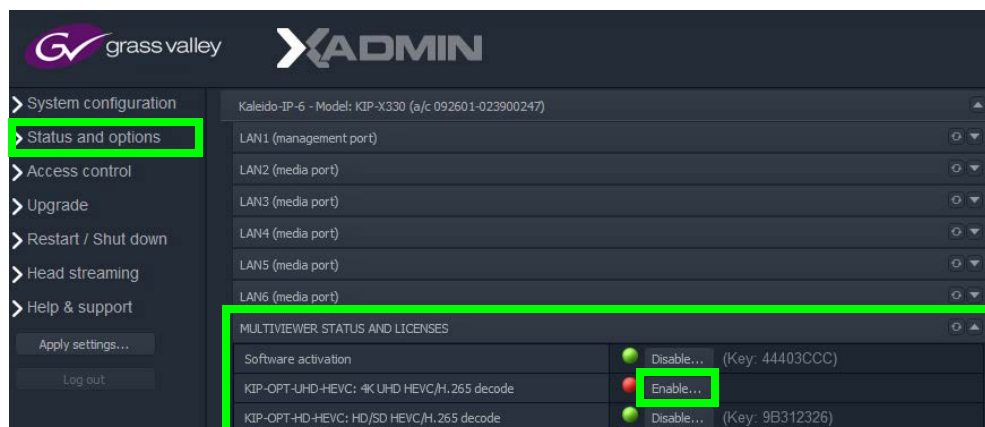 GV grass valley XADMIN
System configuration
Status and options
Access control
Upgrade
Restart / Shut down
Head streaming
Help & support
Apply settings...
Log out
Kaleido-IP-6 - Model: KIP-X330 (a/c 092601-023900247)
LAN1 (management port)
LAN2 (media port)
LAN3 (media port)
LAN4 (media port)
LAN5 (media port)
LAN6 (media port)
MULTIVIEWER STATUS AND LICENSES
Software activation Disable... (Key: 44403CCC)
KIP-OPT-UHD-HEVC: 4K UHD HEVC/H.265 decode Enable...
KIP-OPT-HD-HEVC: HD/SD HEVC/H.265 decode Disable... (Key: 9B312326)